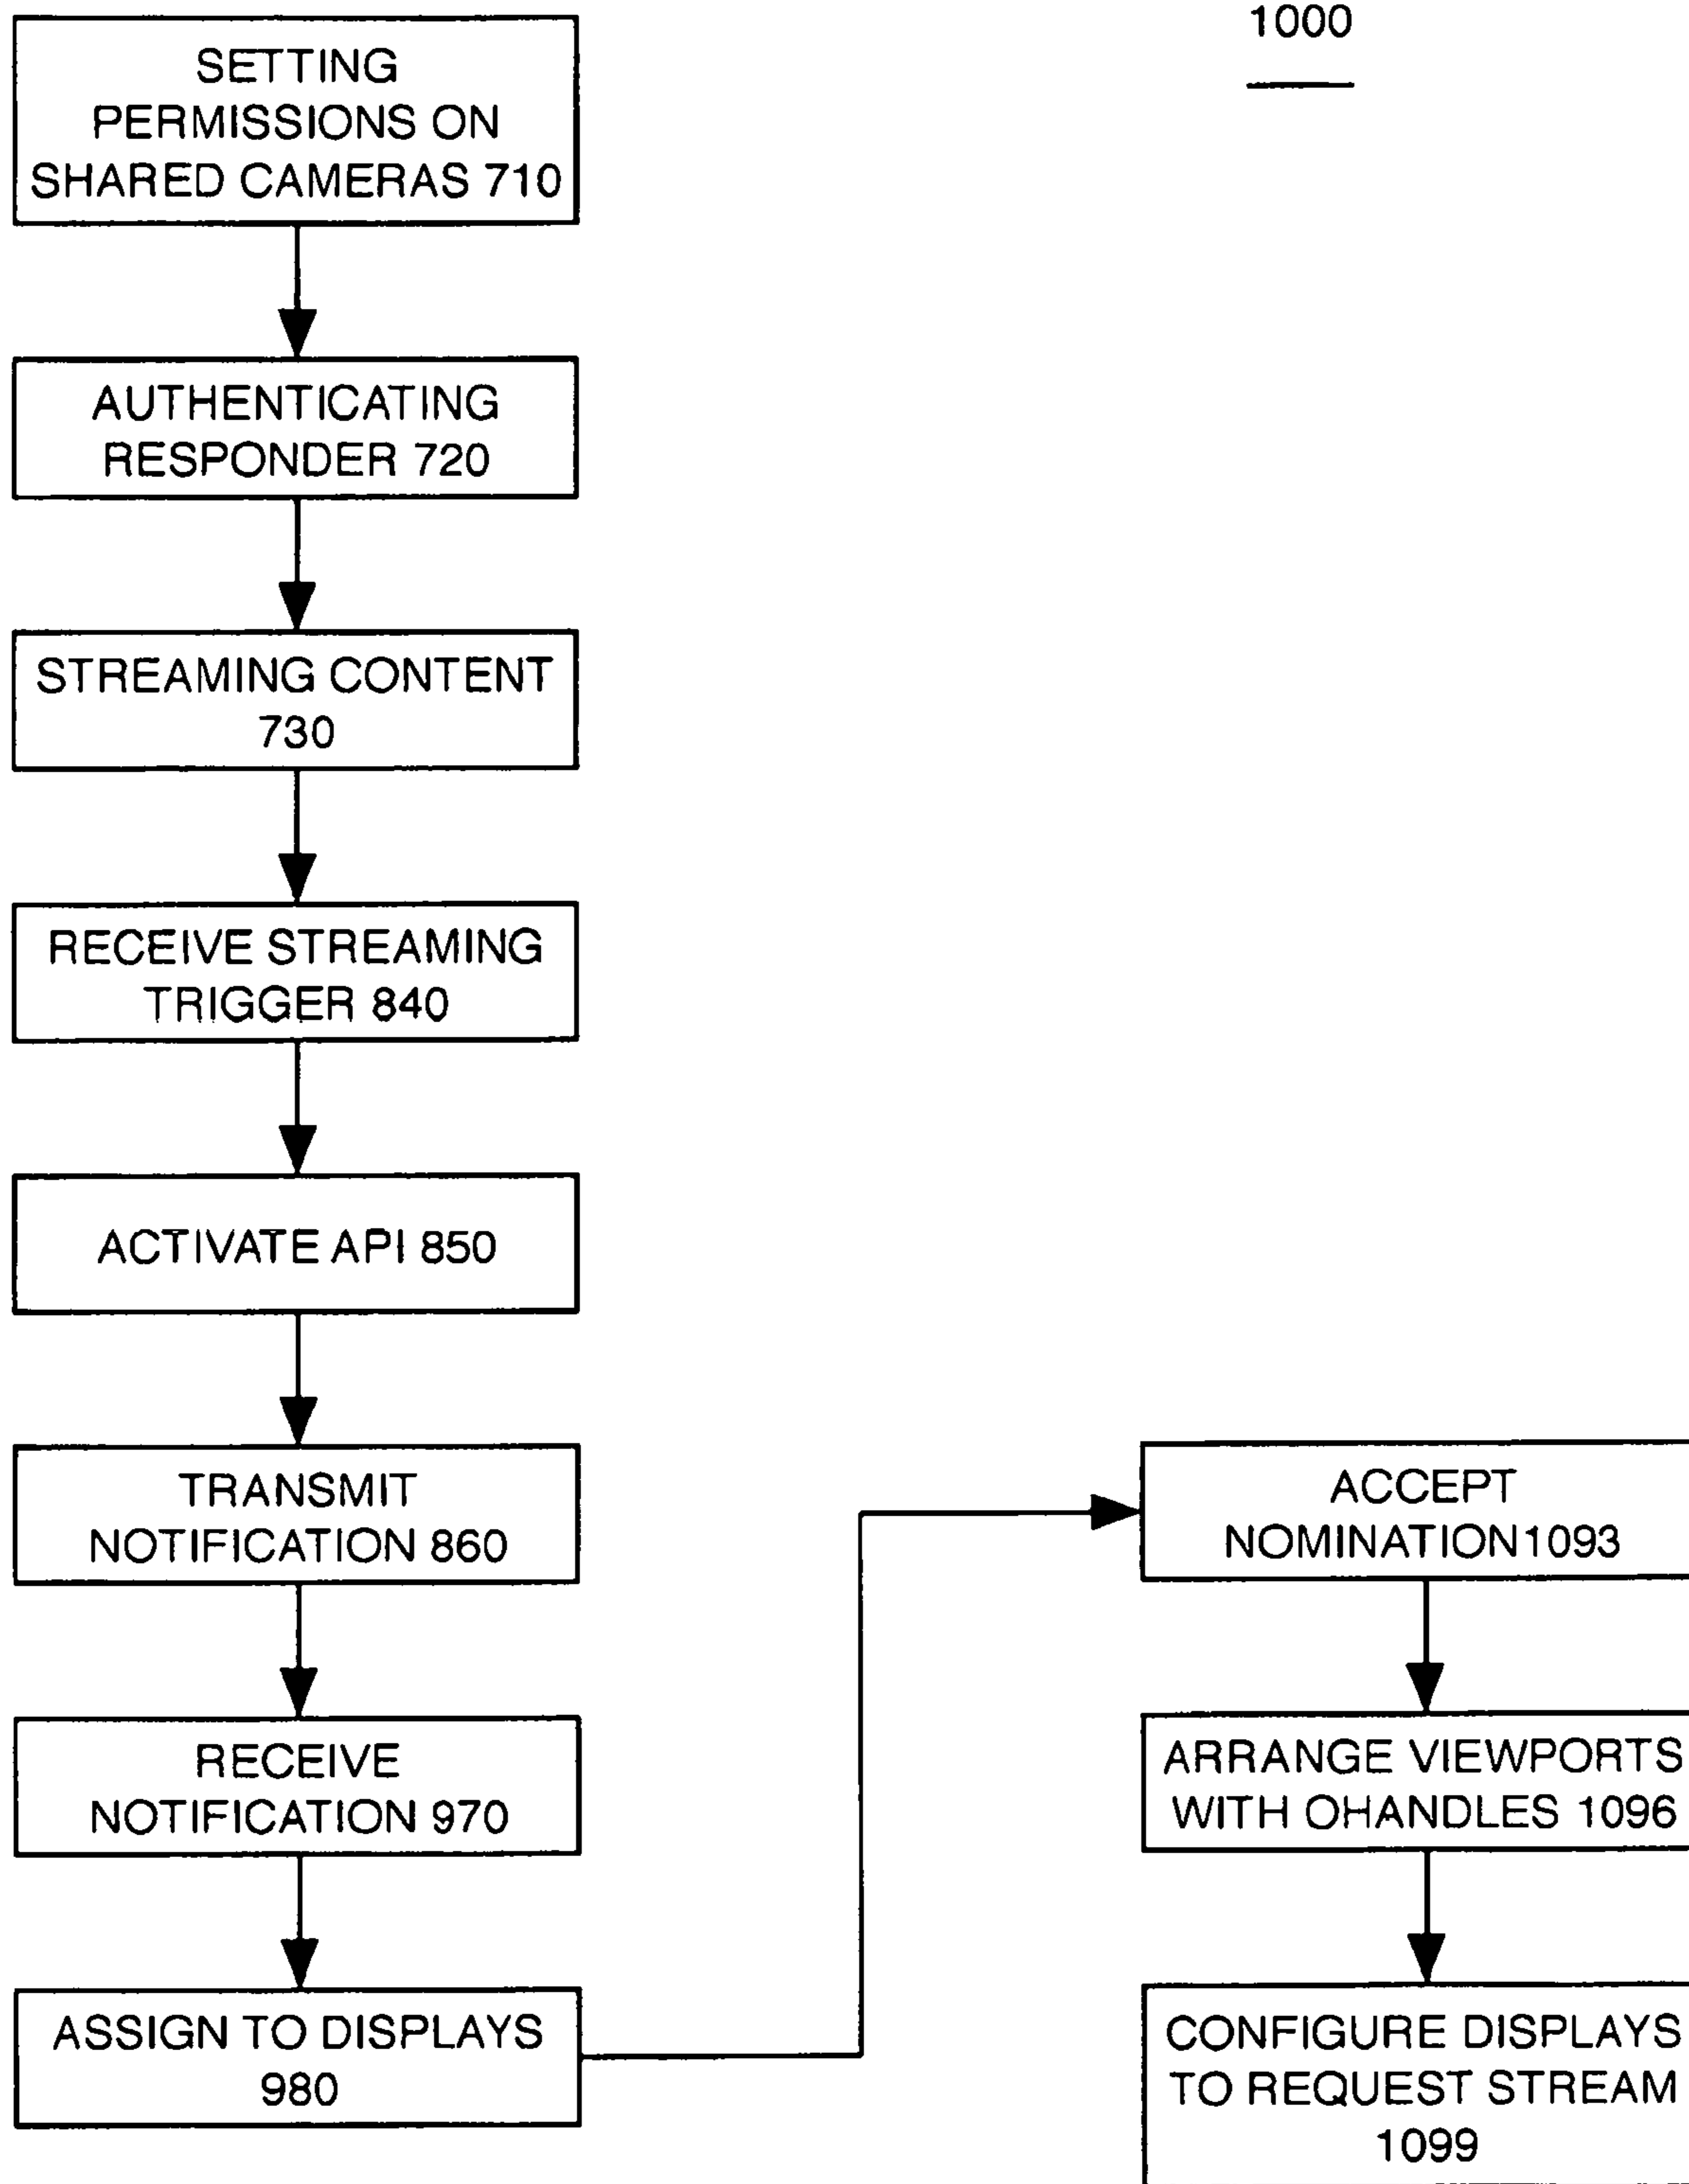 1000
SETTING
PERMISSIONS ON
SHARED CAMERAS 710
AUTHENTICATING
RESPONDER 720
STREAMING CONTENT
730
RECEIVE STREAMING
TRIGGER 840
ACTIVATE API 850
TRANSMIT
NOTIFICATION 860
RECEIVE
NOTIFICATION 970
ASSIGN TO DISPLAYS
980
ACCEPT
NOMINATION1093
ARRANGE VIEWPORTS
WITH OHANDLES 1096
CONFIGURE DISPLAYS
TO REQUEST STREAM
1099